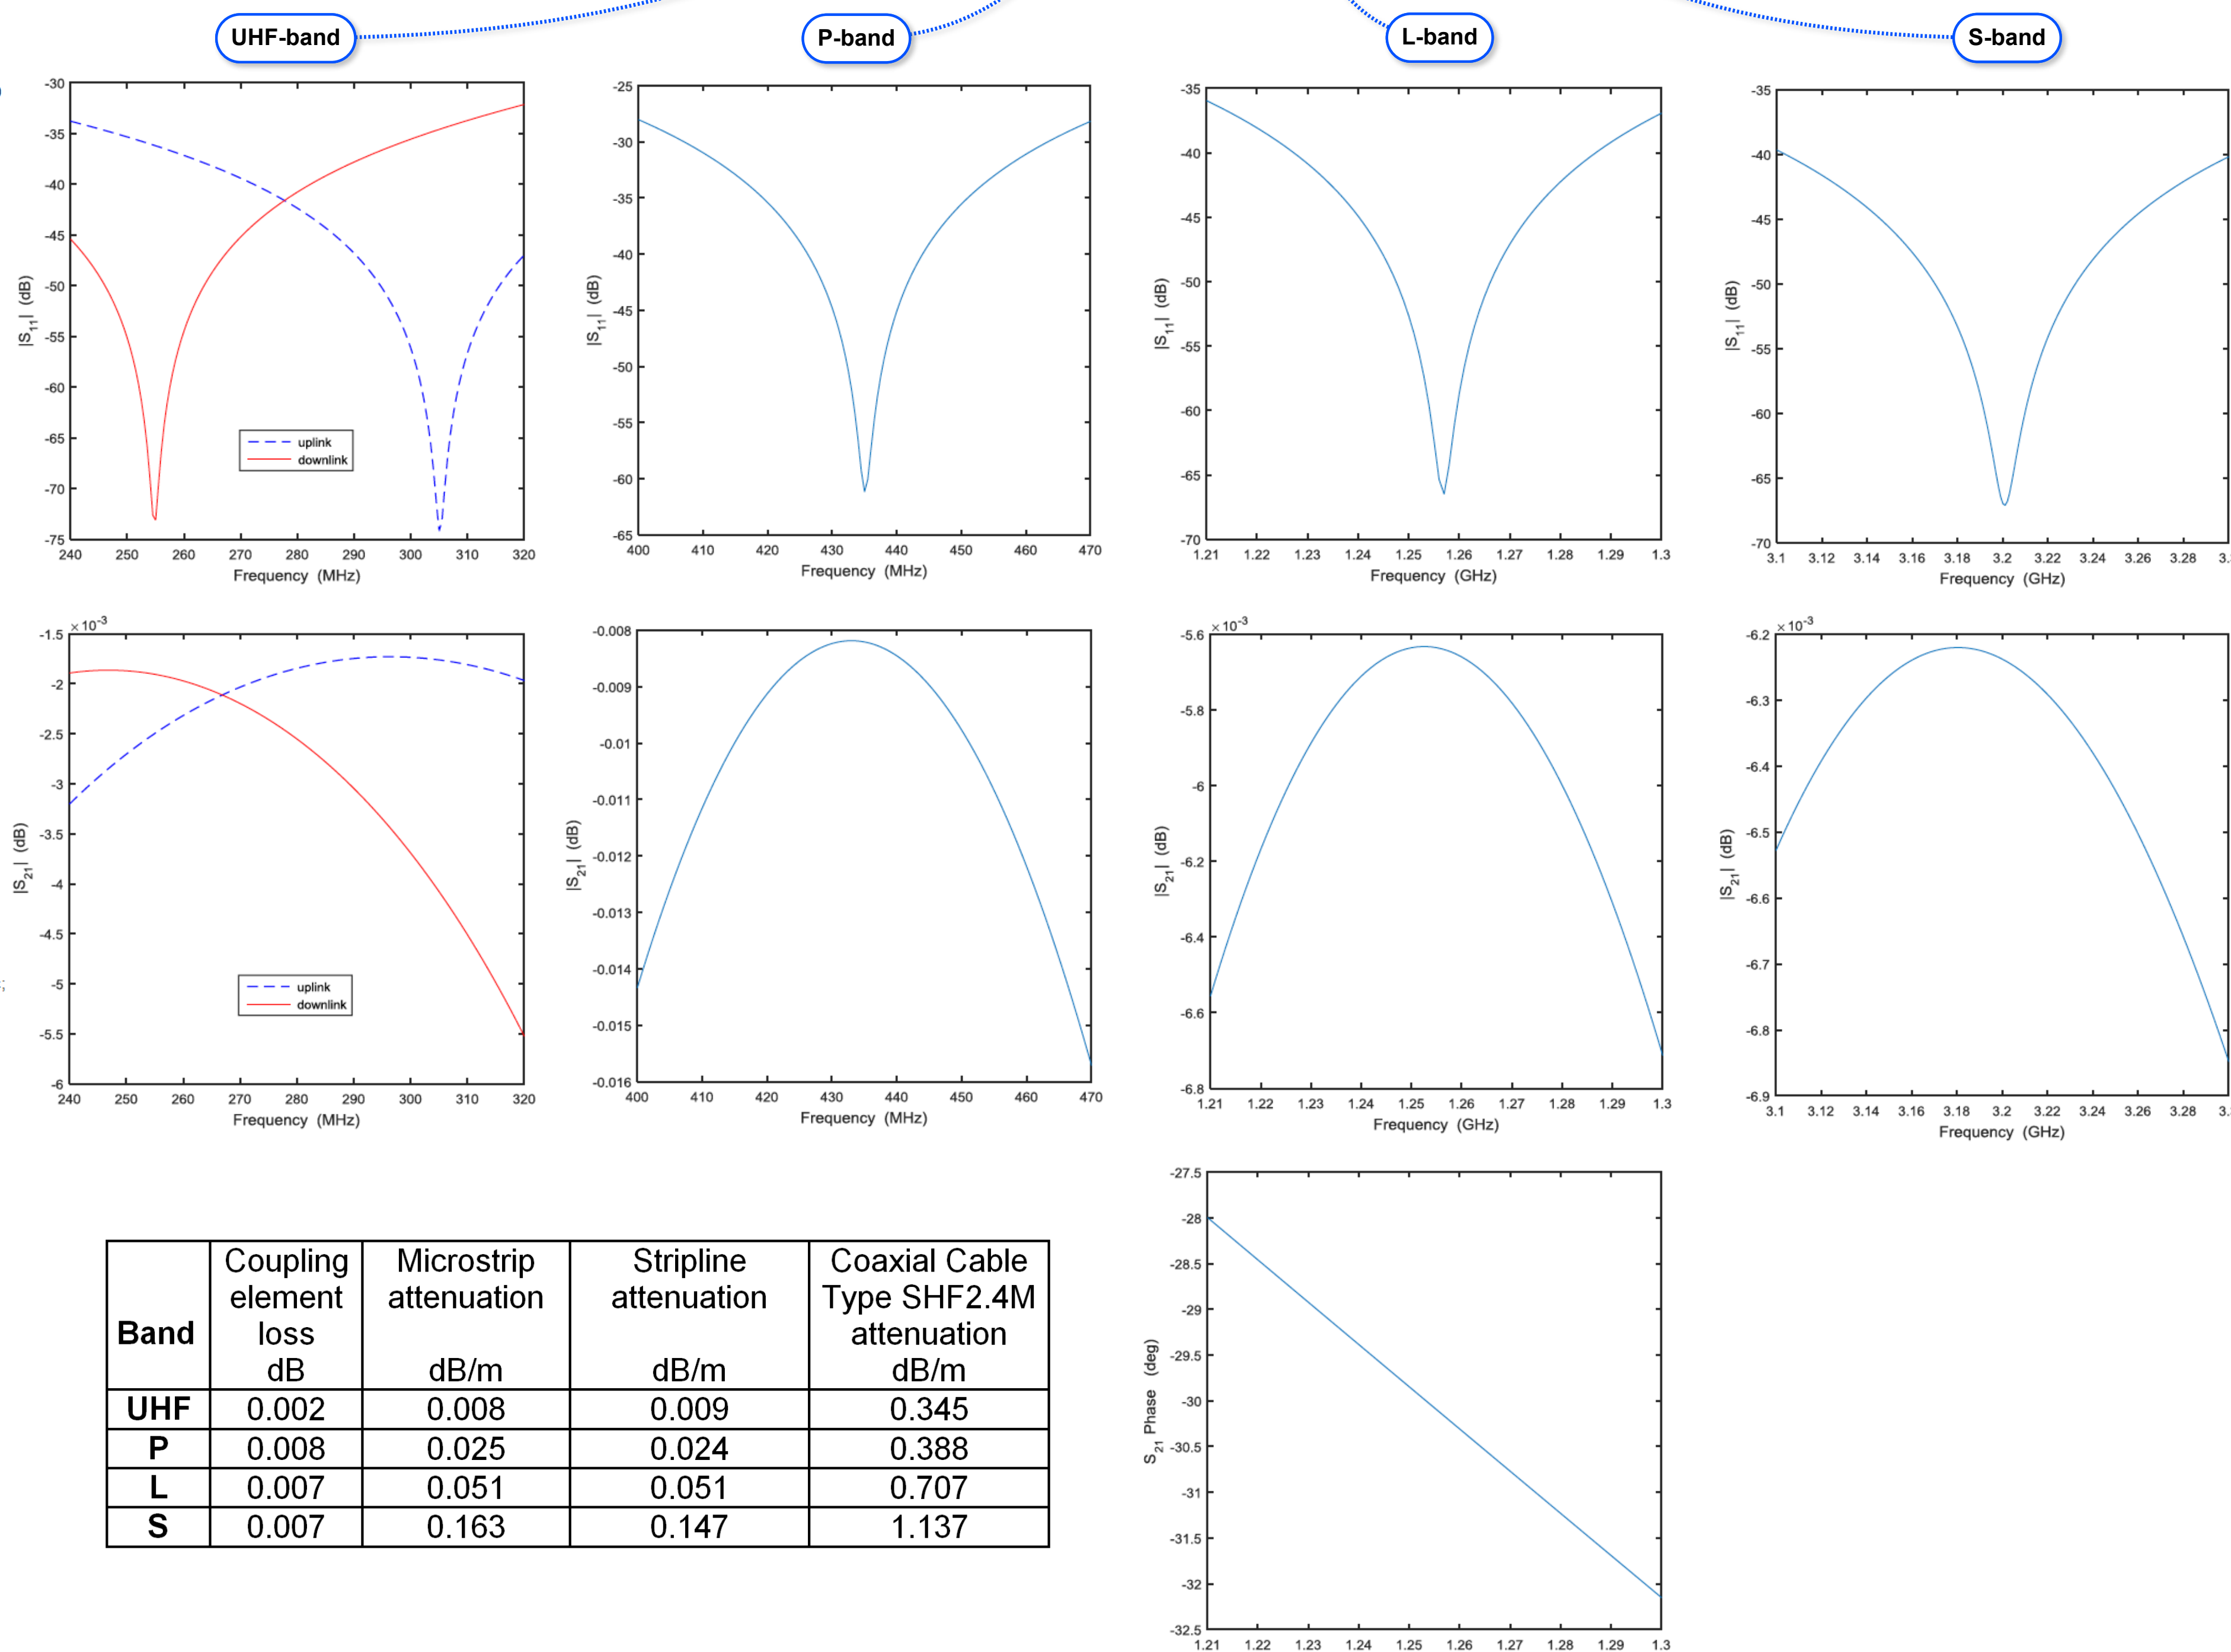 UHF-band
P-band
L-band
S-band
-30
-35
-40
-45
-50
-55
-60
-65
-70
-75
|S11| (dB)
uplink
downlink
240 250 260 270 280 290 300 310 320
Frequency (MHz)
-25
-30
-35
-40
-45
-50
-55
-60
-65
|S11| (dB)
400 410 420 430 440 450 460 470
Frequency (MHz)
-35
-40
-45
-50
-55
-60
-65
-70
|S11| (dB)
1.21 1.22 1.23 1.24 1.25 1.26 1.27 1.28 1.29 1.3
Frequency (GHz)
-35
-40
-45
-50
-55
-60
-65
-70
|S11| (dB)
3.1 3.12 3.14 3.16 3.18 3.2 3.22 3.24 3.26 3.28 3.
Frequency (GHz)
×10-3
-1.5
-2
-2.5
-3
-3.5
-4
-4.5
-5
-5.5
-6
|S21| (dB)
uplink
downlink
240 250 260 270 280 290 300 310 320
Frequency (MHz)
-0.008
-0.009
-0.01
-0.011
-0.012
-0.013
-0.014
-0.015
-0.016
|S21| (dB)
400 410 420 430 440 450 460 470
Frequency (MHz)
×10-3
-5.6
-5.8
-6
-6.2
-6.4
-6.6
-6.8
|S21| (dB)
1.21 1.22 1.23 1.24 1.25 1.26 1.27 1.28 1.29 1.3
Frequency (GHz)
×10-3
-6.2
-6.3
-6.4
-6.5
-6.6
-6.7
-6.8
-6.9
|S21| (dB)
3.1 3.12 3.14 3.16 3.18 3.2 3.22 3.24 3.26 3.28 3.
Frequency (GHz)
Band
Coupling
element
loss
dB
Microstrip
attenuation
dB/m
Stripline
attenuation
dB/m
Coaxial Cable
Type SHF2.4M
attenuation
dB/m
UHF 0.002 0.008 0.009 0.345
P 0.008 0.025 0.024 0.388
L 0.007 0.051 0.051 0.707
S 0.007 0.163 0.147 1.137
-27.5
-28
-28.5
-29
-29.5
-30
-30.5
-31
-31.5
-32
-32.5
S21 Phase (deg)
1.21 1.22 1.23 1.24 1.25 1.26 1.27 1.28 1.29 1.3